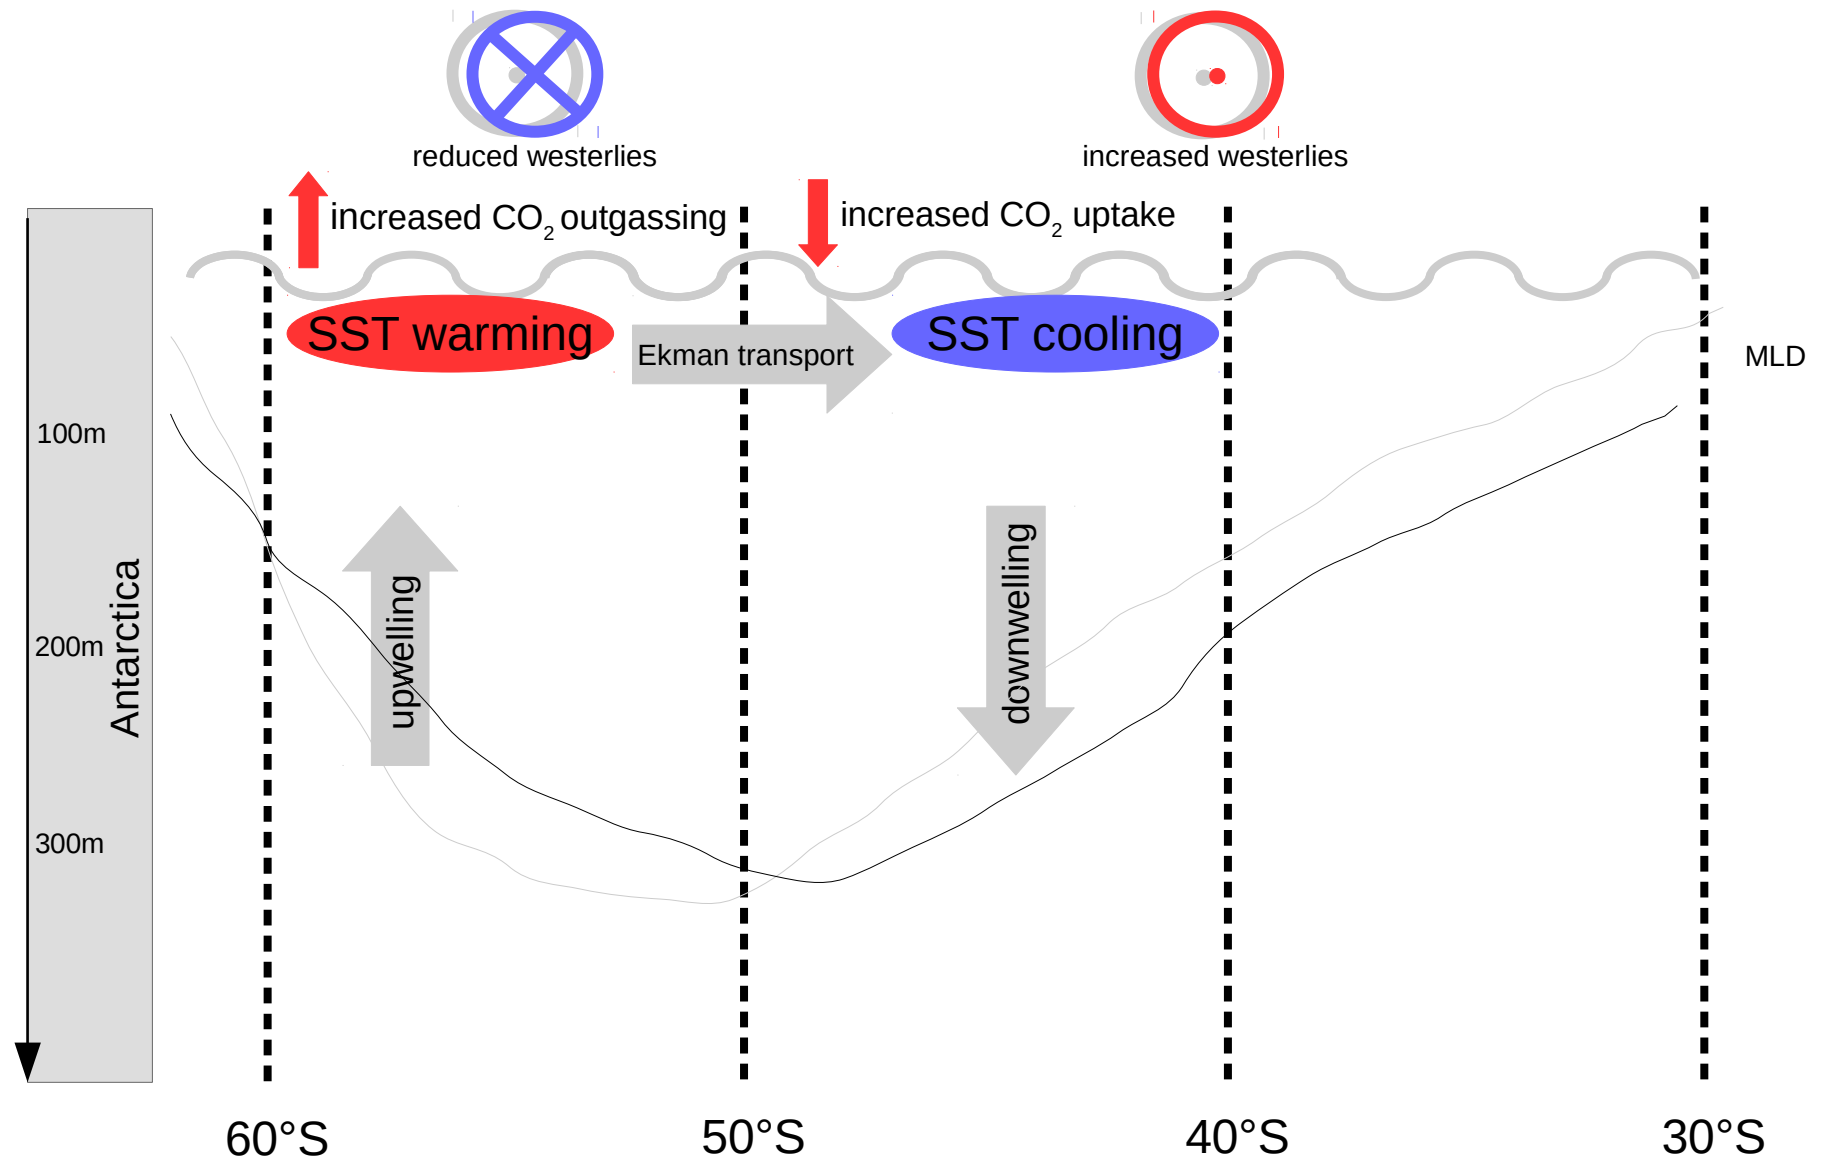 reduced westerlies
increased westerlies
increased CO2 outgassing
increased CO2 uptake
SST warming
Ekman transport
SST cooling
MLD
100m
200m
300m
Antarctica
upwelling
downwelling
60°S
50°S
40°S
30°S